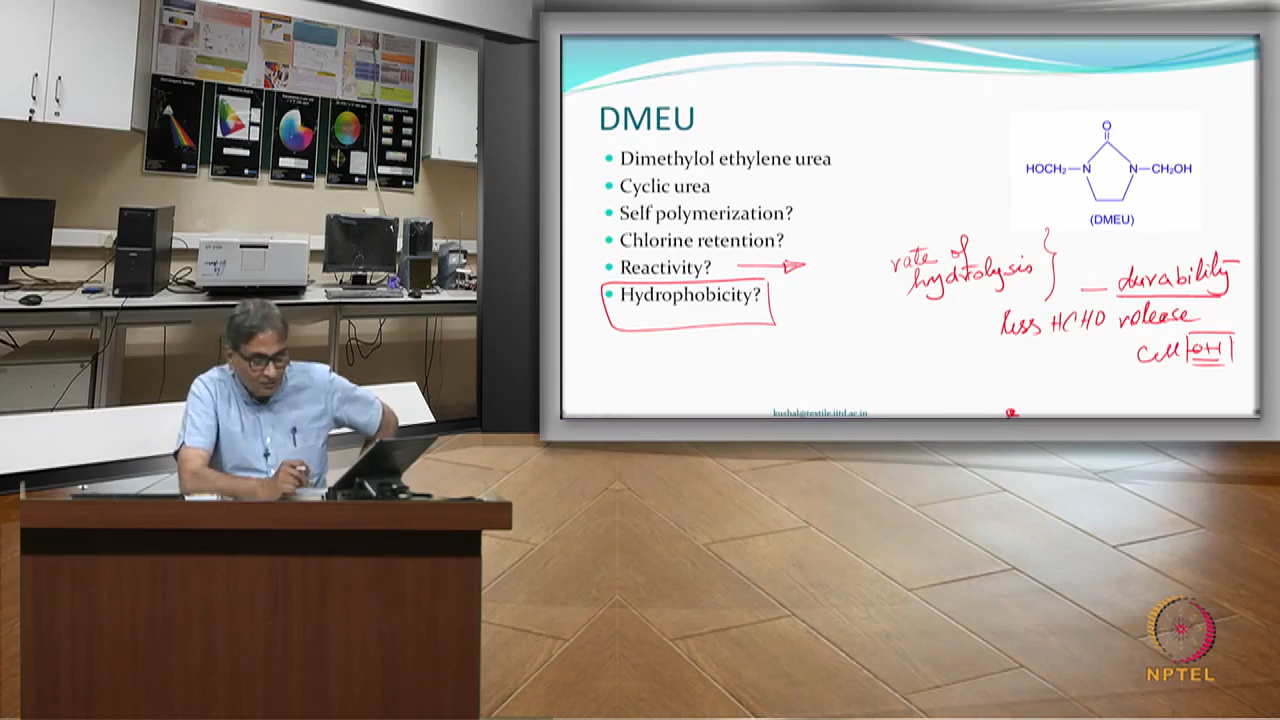 DMEU
Dimethylol ethylene urea
Cyclic urea
Self polymerization?
Chlorine retention?
Reactivity?
Hydrophobicity?
O
HOCH₂—N N—CH₂OH
(DMEU)
rate of
hydrolysis
— durability
less HCHO release
Cell OH
kushal@textile.iitd.ac.in
NPTEL